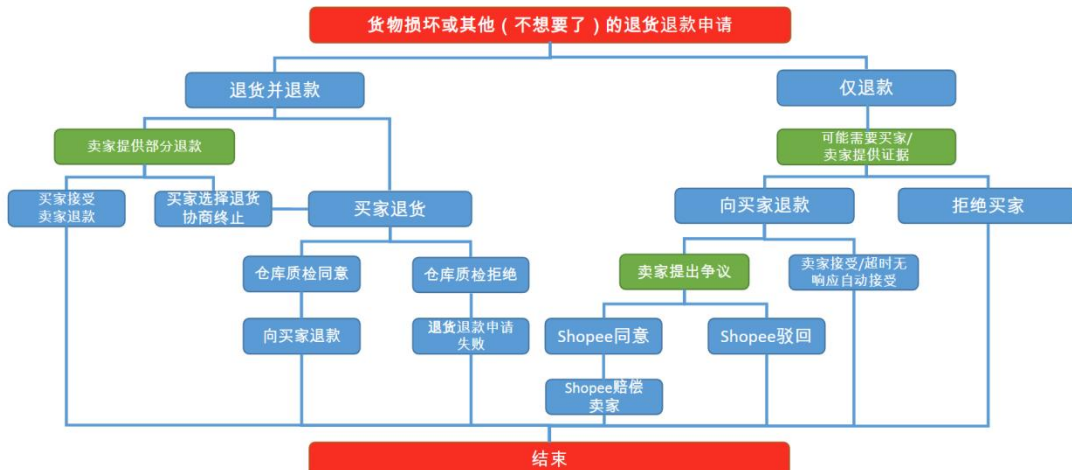 货物损坏或其他（不想要了）的退货退款申请
退货并退款
仅退款
卖家提供部分退款
可能需要买家/
卖家提供证据
买家接受
卖家退款
买家选择退货
协商终止
买家退货
向买家退款
拒绝买家
仓库质检同意
仓库质检拒绝
卖家提出争议
卖家接受/超时无
响应自动接受
向买家退款
退货退款申请
失败
Shopee同意
Shopee驳回
Shopee赔偿
卖家
结束